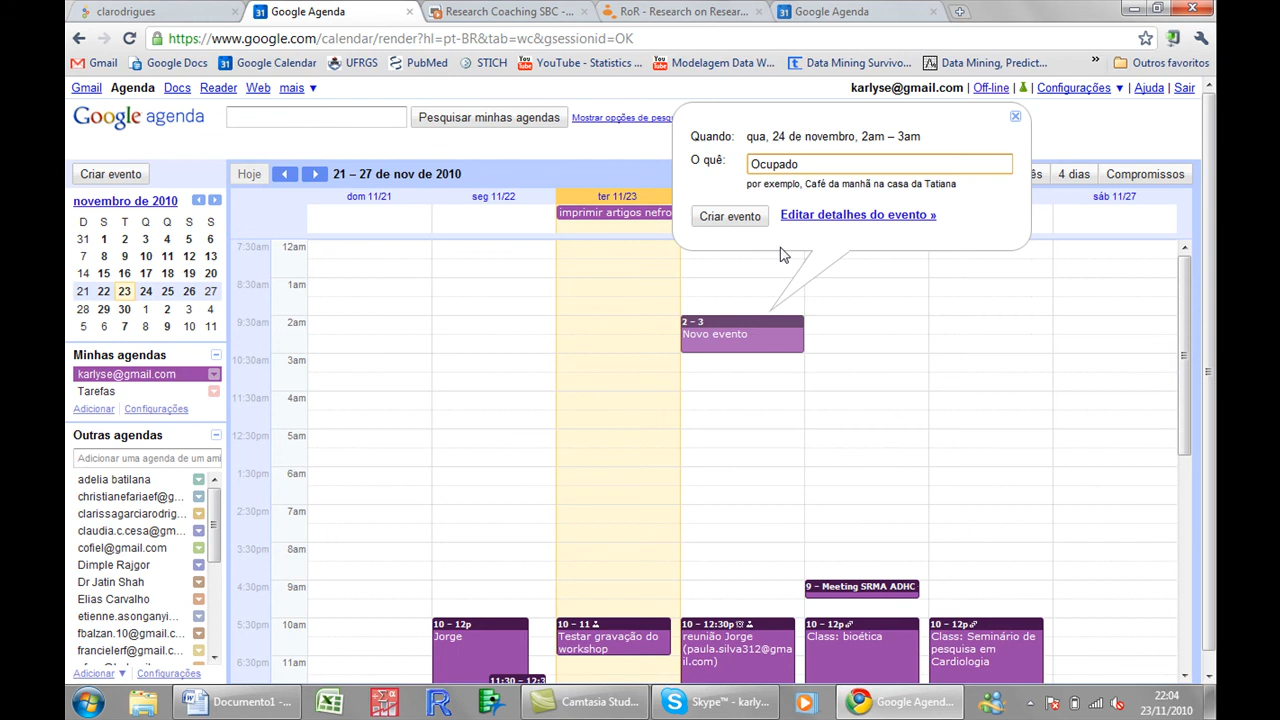 clarodrigues
Google Agenda
Research Coaching SBC - ...
RoR - Research on Resear...
Google Agenda
https://www.google.com/calendar/render?hl=pt-BR&tab=wc&gsessionid=OK
Gmail Google Docs Google Calendar UFRGS PubMed STICH YouTube - Statistics ... Modelagem Data W... Data Mining Survivo... Data Mining, Predict... » Outros favoritos
Gmail Agenda Docs Reader Web mais ▼
karlyse@gmail.com | Off-line | Configurações ▼ | Ajuda | Sair
Google agenda
Pesquisar minhas agendas
Mostrar opções de pesqu
Quando: qua, 24 de novembro, 2am – 3am
O quê: Ocupado
por exemplo, Café da manhã na casa da Tatiana
Criar evento Editar detalhes do evento »
Criar evento
Hoje 21 – 27 de nov de 2010
ês 4 dias Compromissos
novembro de 2010
D S T Q Q S S
31 1 2 3 4 5 6
7 8 9 10 11 12 13
14 15 16 17 18 19 20
21 22 23 24 25 26 27
28 29 30 1 2 3 4
5 6 7 8 9 10 11
Minhas agendas
karlyse@gmail.com
Tarefas
Adicionar | Configurações
Outras agendas
Adicionar uma agenda de um ami
adelia batilana
christianefariaef@g...
clarissagarciarodrig...
claudia.c.cesa@gm...
cofiel@gmail.com
Dimple Rajgor
Dr Jatin Shah
Elias Carvalho
etienne.asonganyi...
fbalzan.10@gmail.com
francielerf@gmail....
Adicionar ▼ | Configurações
dom 11/21 seg 11/22 ter 11/23 sáb 11/27
imprimir artigos nefro
7:30am 12am
8:30am 1am
9:30am 2am
10:30am 3am
11:30am 4am
12:30pm 5am
1:30pm 6am
2:30pm 7am
3:30pm 8am
4:30pm 9am
5:30pm 10am
6:30pm 11am
2 – 3
Novo evento
9 – Meeting SRMA ADHC
10 – 12p
Jorge
11:30 – 12:3
10 – 11
Testar gravação do
workshop
10 – 12:30p
reunião Jorge
(paula.silva312@gma
il.com)
10 – 12p
Class: bioética
10 – 12p
Class: Seminário de
pesquisa em
Cardiologia
Documento1 -...
Camtasia Stud...
Skype™ - karly...
Google Agend...
22:04
23/11/2010